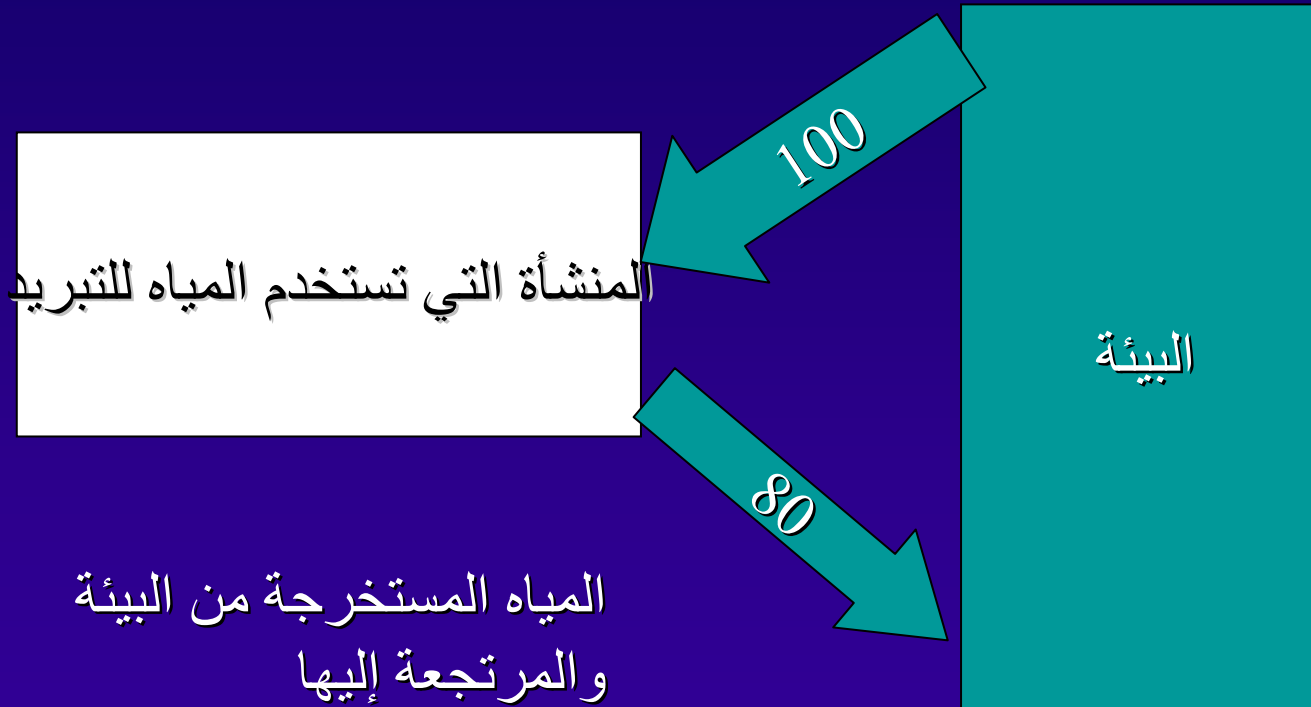 100
المنشأة التي تستخدم المياه للتبريد
البيئة
80
المياه المستخرجة من البيئة
والمرتجعة إليها